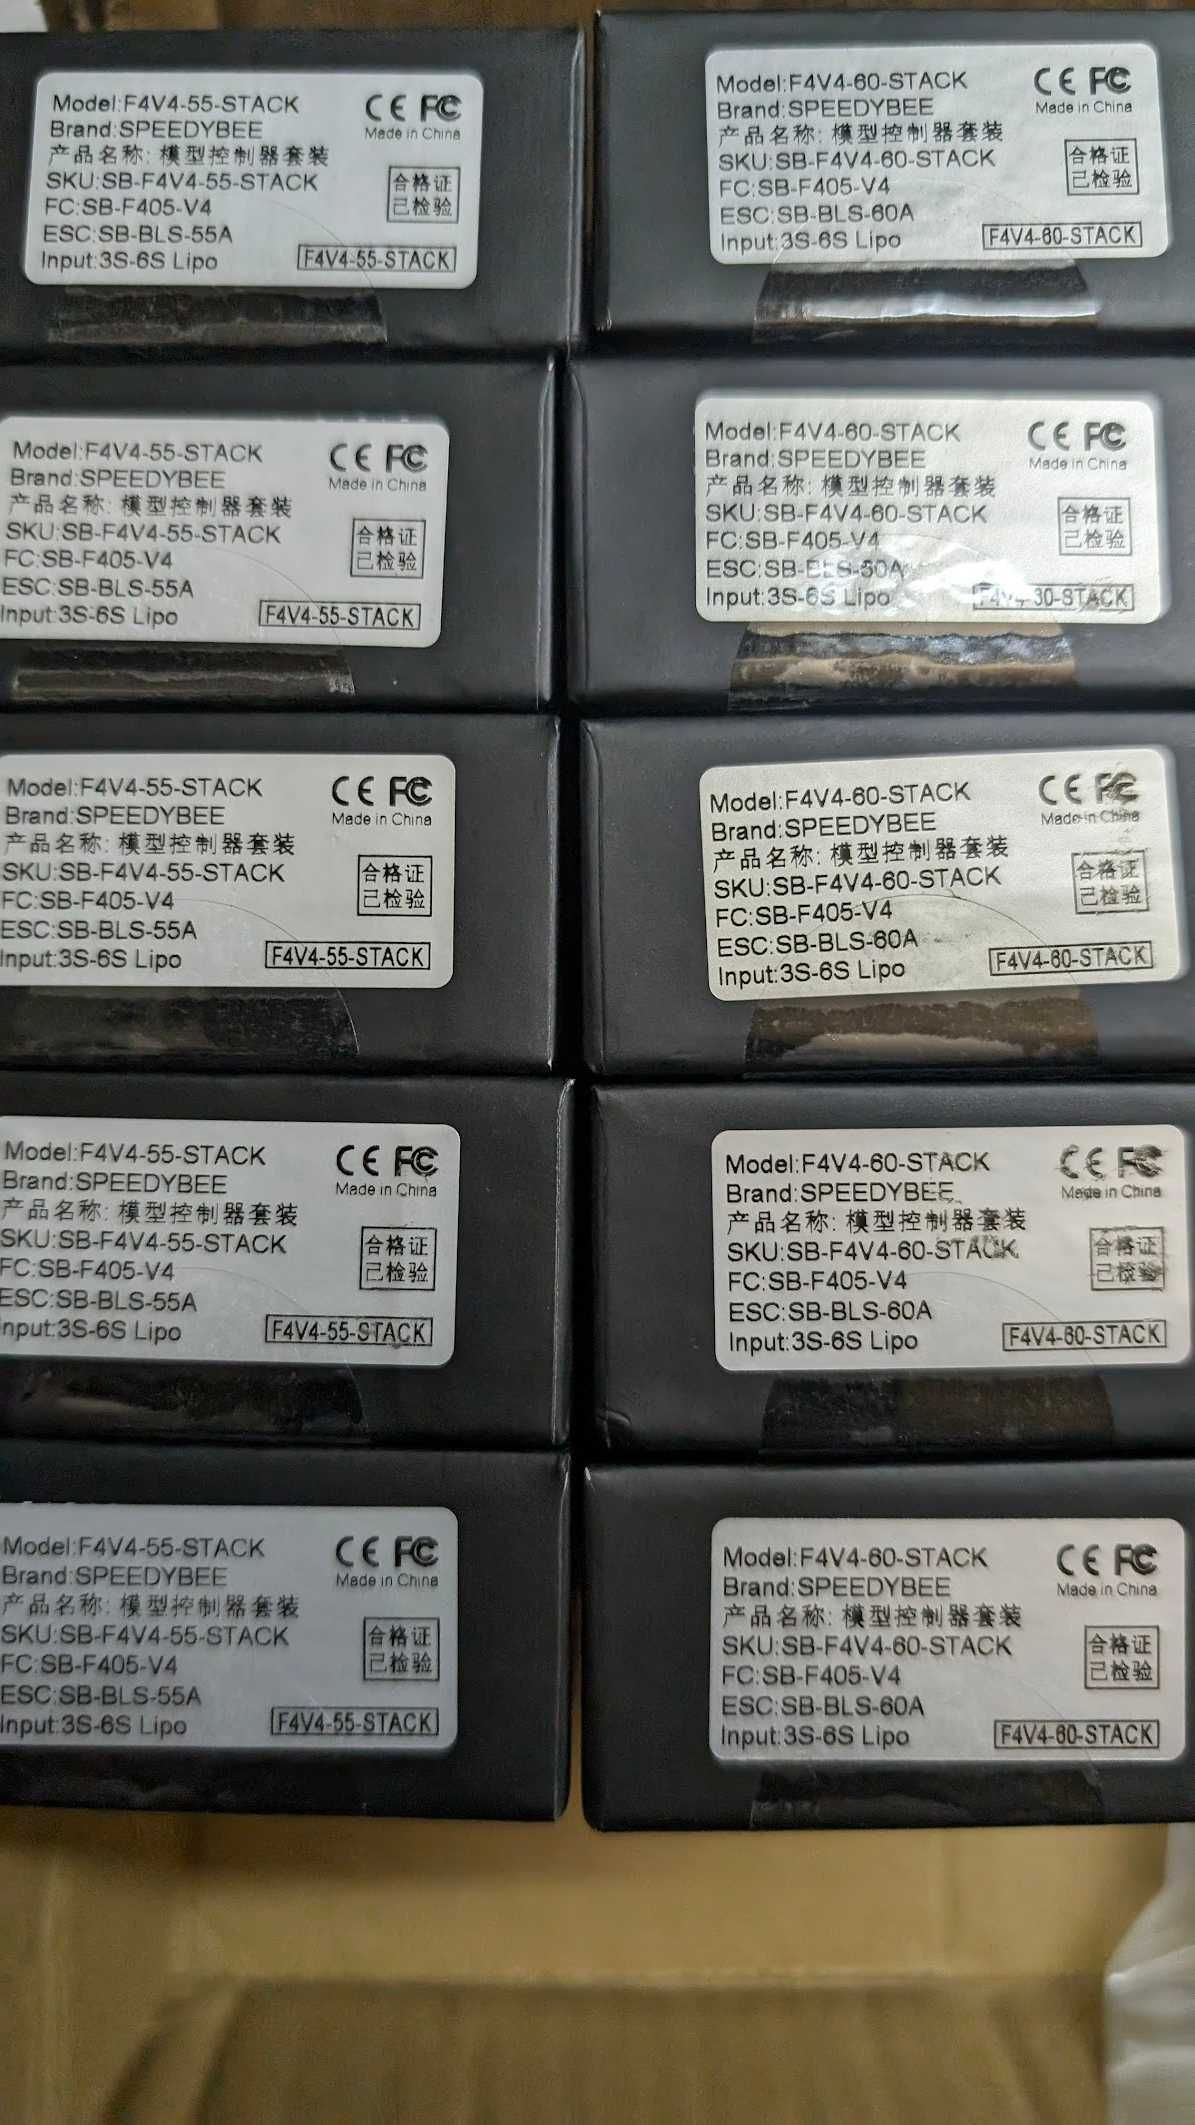 Model:F4V4-55-STACK
Brand:SPEEDYBEE
产品名称: 模型控制器套装
SKU:SB-F4V4-55-STACK
FC:SB-F405-V4
ESC:SB-BLS-55A
Input:3S-6S Lipo
CE FC
Made in China
合格证
已检验
F4V4-55-STACK
Model:F4V4-60-STACK
Brand:SPEEDYBEE
产品名称: 模型控制器套装
SKU:SB-F4V4-60-STACK
FC:SB-F405-V4
ESC:SB-BLS-60A
Input:3S-6S Lipo
CE FC
Made in China
合格证
已检验
F4V4-60-STACK
Model:F4V4-55-STACK
Brand:SPEEDYBEE
产品名称: 模型控制器套装
SKU:SB-F4V4-55-STACK
FC:SB-F405-V4
ESC:SB-BLS-55A
Input:3S-6S Lipo
CE FC
Made in China
合格证
已检验
F4V4-55-STACK
Model:F4V4-60-STACK
Brand:SPEEDYBEE
产品名称: 模型控制器套装
SKU:SB-F4V4-60-STACK
FC:SB-F405-V4
Input:3S-6S Lipo
CE FC
Made in China
合格证
已检验
Model:F4V4-55-STACK
Brand:SPEEDYBEE
产品名称: 模型控制器套装
SKU:SB-F4V4-55-STACK
FC:SB-F405-V4
ESC:SB-BLS-55A
Input:3S-6S Lipo
CE FC
Made in China
合格证
已检验
F4V4-55-STACK
Model:F4V4-60-STACK
Brand:SPEEDYBEE
产品名称: 模型控制器套装
SKU:SB-F4V4-60-STACK
FC:SB-F405-V4
ESC:SB-BLS-60A
Input:3S-6S Lipo
CE FC
Made in China
合格证
已检验
F4V4-60-STACK
Model:F4V4-55-STACK
Brand:SPEEDYBEE
产品名称: 模型控制器套装
SKU:SB-F4V4-55-STACK
FC:SB-F405-V4
ESC:SB-BLS-55A
nput:3S-6S Lipo
CE FC
Made in China
合格证
已检验
F4V4-55-STACK
Model:F4V4-60-STACK
Brand:SPEEDYBEE
产品名称: 模型控制器套装
SKU:SB-F4V4-60-STACK
FC:SB-F405-V4
ESC:SB-BLS-60A
Input:3S-6S Lipo
CE FC
Made in China
合格证
已检验
F4V4-60-STACK
Model:F4V4-55-STACK
Brand:SPEEDYBEE
产品名称: 模型控制器套装
SKU:SB-F4V4-55-STACK
FC:SB-F405-V4
ESC:SB-BLS-55A
Input:3S-6S Lipo
CE FC
Made in China
合格证
已检验
F4V4-55-STACK
Model:F4V4-60-STACK
Brand:SPEEDYBEE
产品名称: 模型控制器套装
SKU:SB-F4V4-60-STACK
FC:SB-F405-V4
ESC:SB-BLS-60A
Input:3S-6S Lipo
CE FC
Made in China
合格证
已检验
F4V4-60-STACK